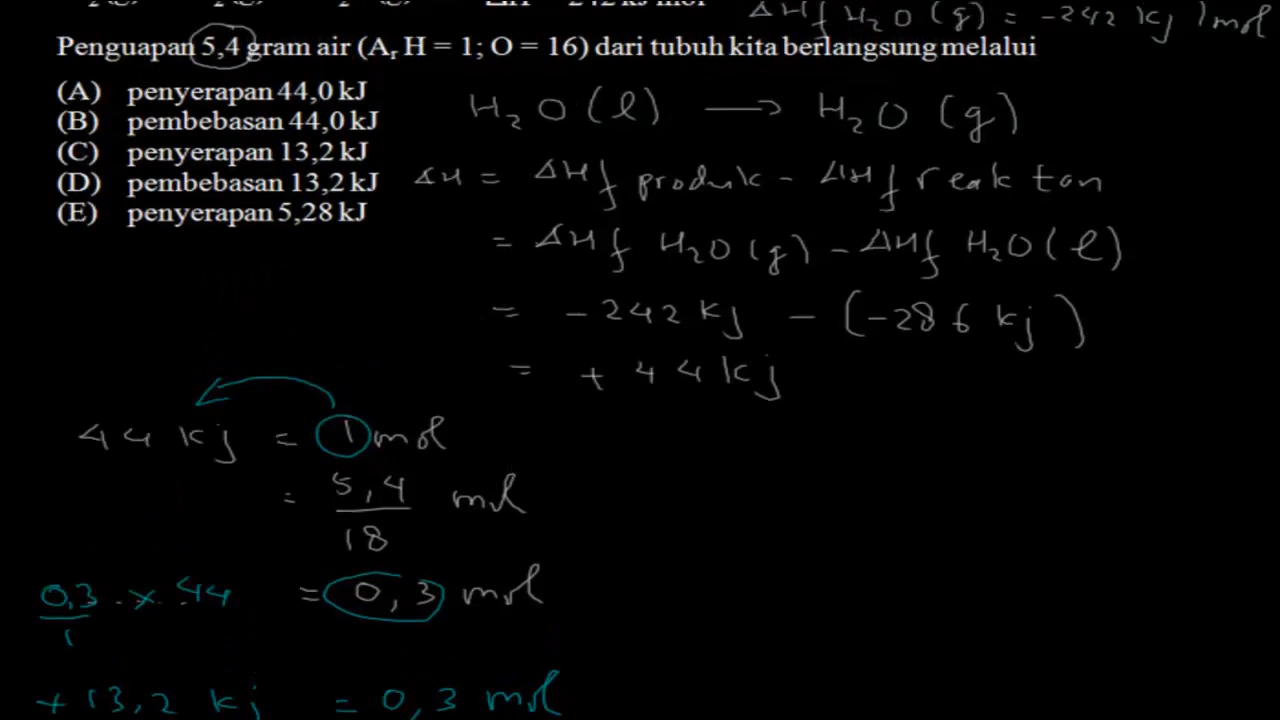 ΔHf H₂O (g) = -242 kj/mol
Penguapan 5,4 gram air (Aᵣ H = 1; O = 16) dari tubuh kita berlangsung melalui
(A) penyerapan 44,0 kJ
(B) pembebasan 44,0 kJ
(C) penyerapan 13,2 kJ
(D) pembebasan 13,2 kJ
(E) penyerapan 5,28 kJ
H₂O (l) → H₂O (g)
ΔH = ΔHf produk - ΔHf reaktan
= ΔHf H₂O (g) - ΔHf H₂O (l)
= -242 kj - (-286 kj)
= +44 kj
44 kj = 1 mol
= 5,4/18 mol
0,3/1 × 44 = 0,3 mol
+13,2 kj = 0,3 mol